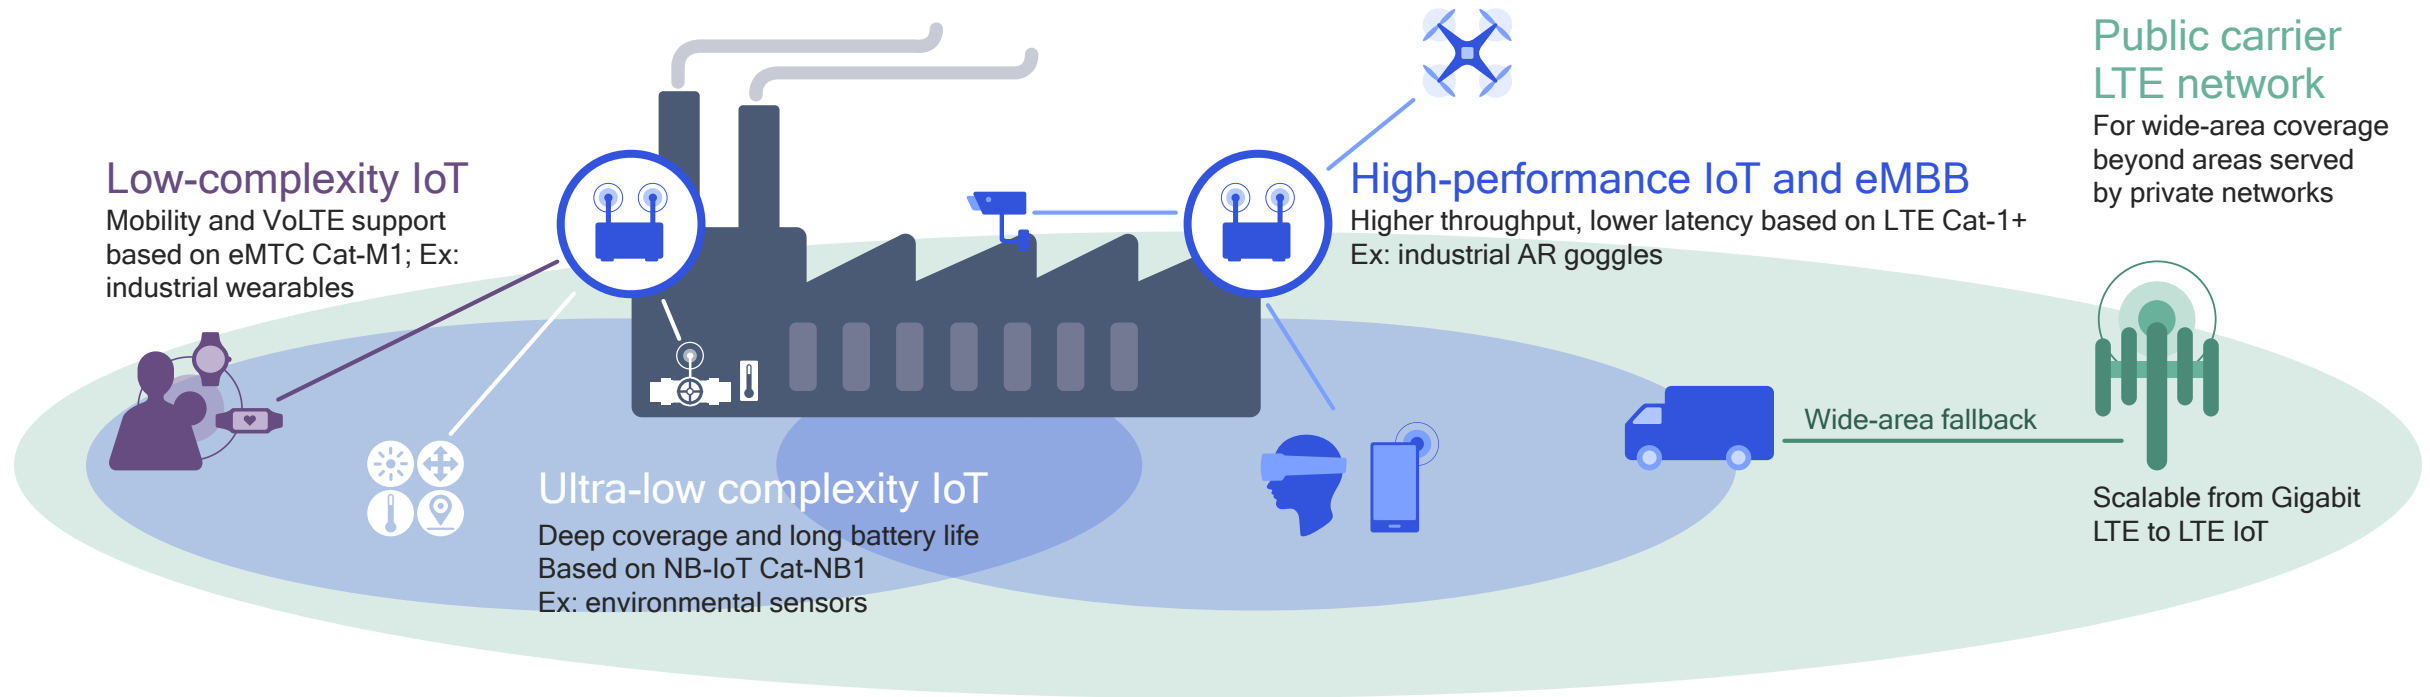 Low-complexity IoT
Mobility and VoLTE support
based on eMTC Cat-M1; Ex:
industrial wearables
Ultra-low complexity IoT
Deep coverage and long battery life
Based on NB-IoT Cat-NB1
Ex: environmental sensors
High-performance IoT and eMBB
Higher throughput, lower latency based on LTE Cat-1+
Ex: industrial AR goggles
Wide-area fallback
Public carrier
LTE network
For wide-area coverage
beyond areas served
by private networks
Scalable from Gigabit
LTE to LTE IoT